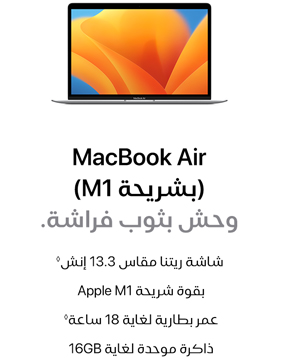 MacBook Air
(بشريحة M1)
وحش بثوب فراشة.
شاشة ريتنا مقاس 13.3 إنش◊
بقوة شريحة Apple M1
عمر بطارية لغاية 18 ساعة◊
ذاكرة موحدة لغاية 16GB